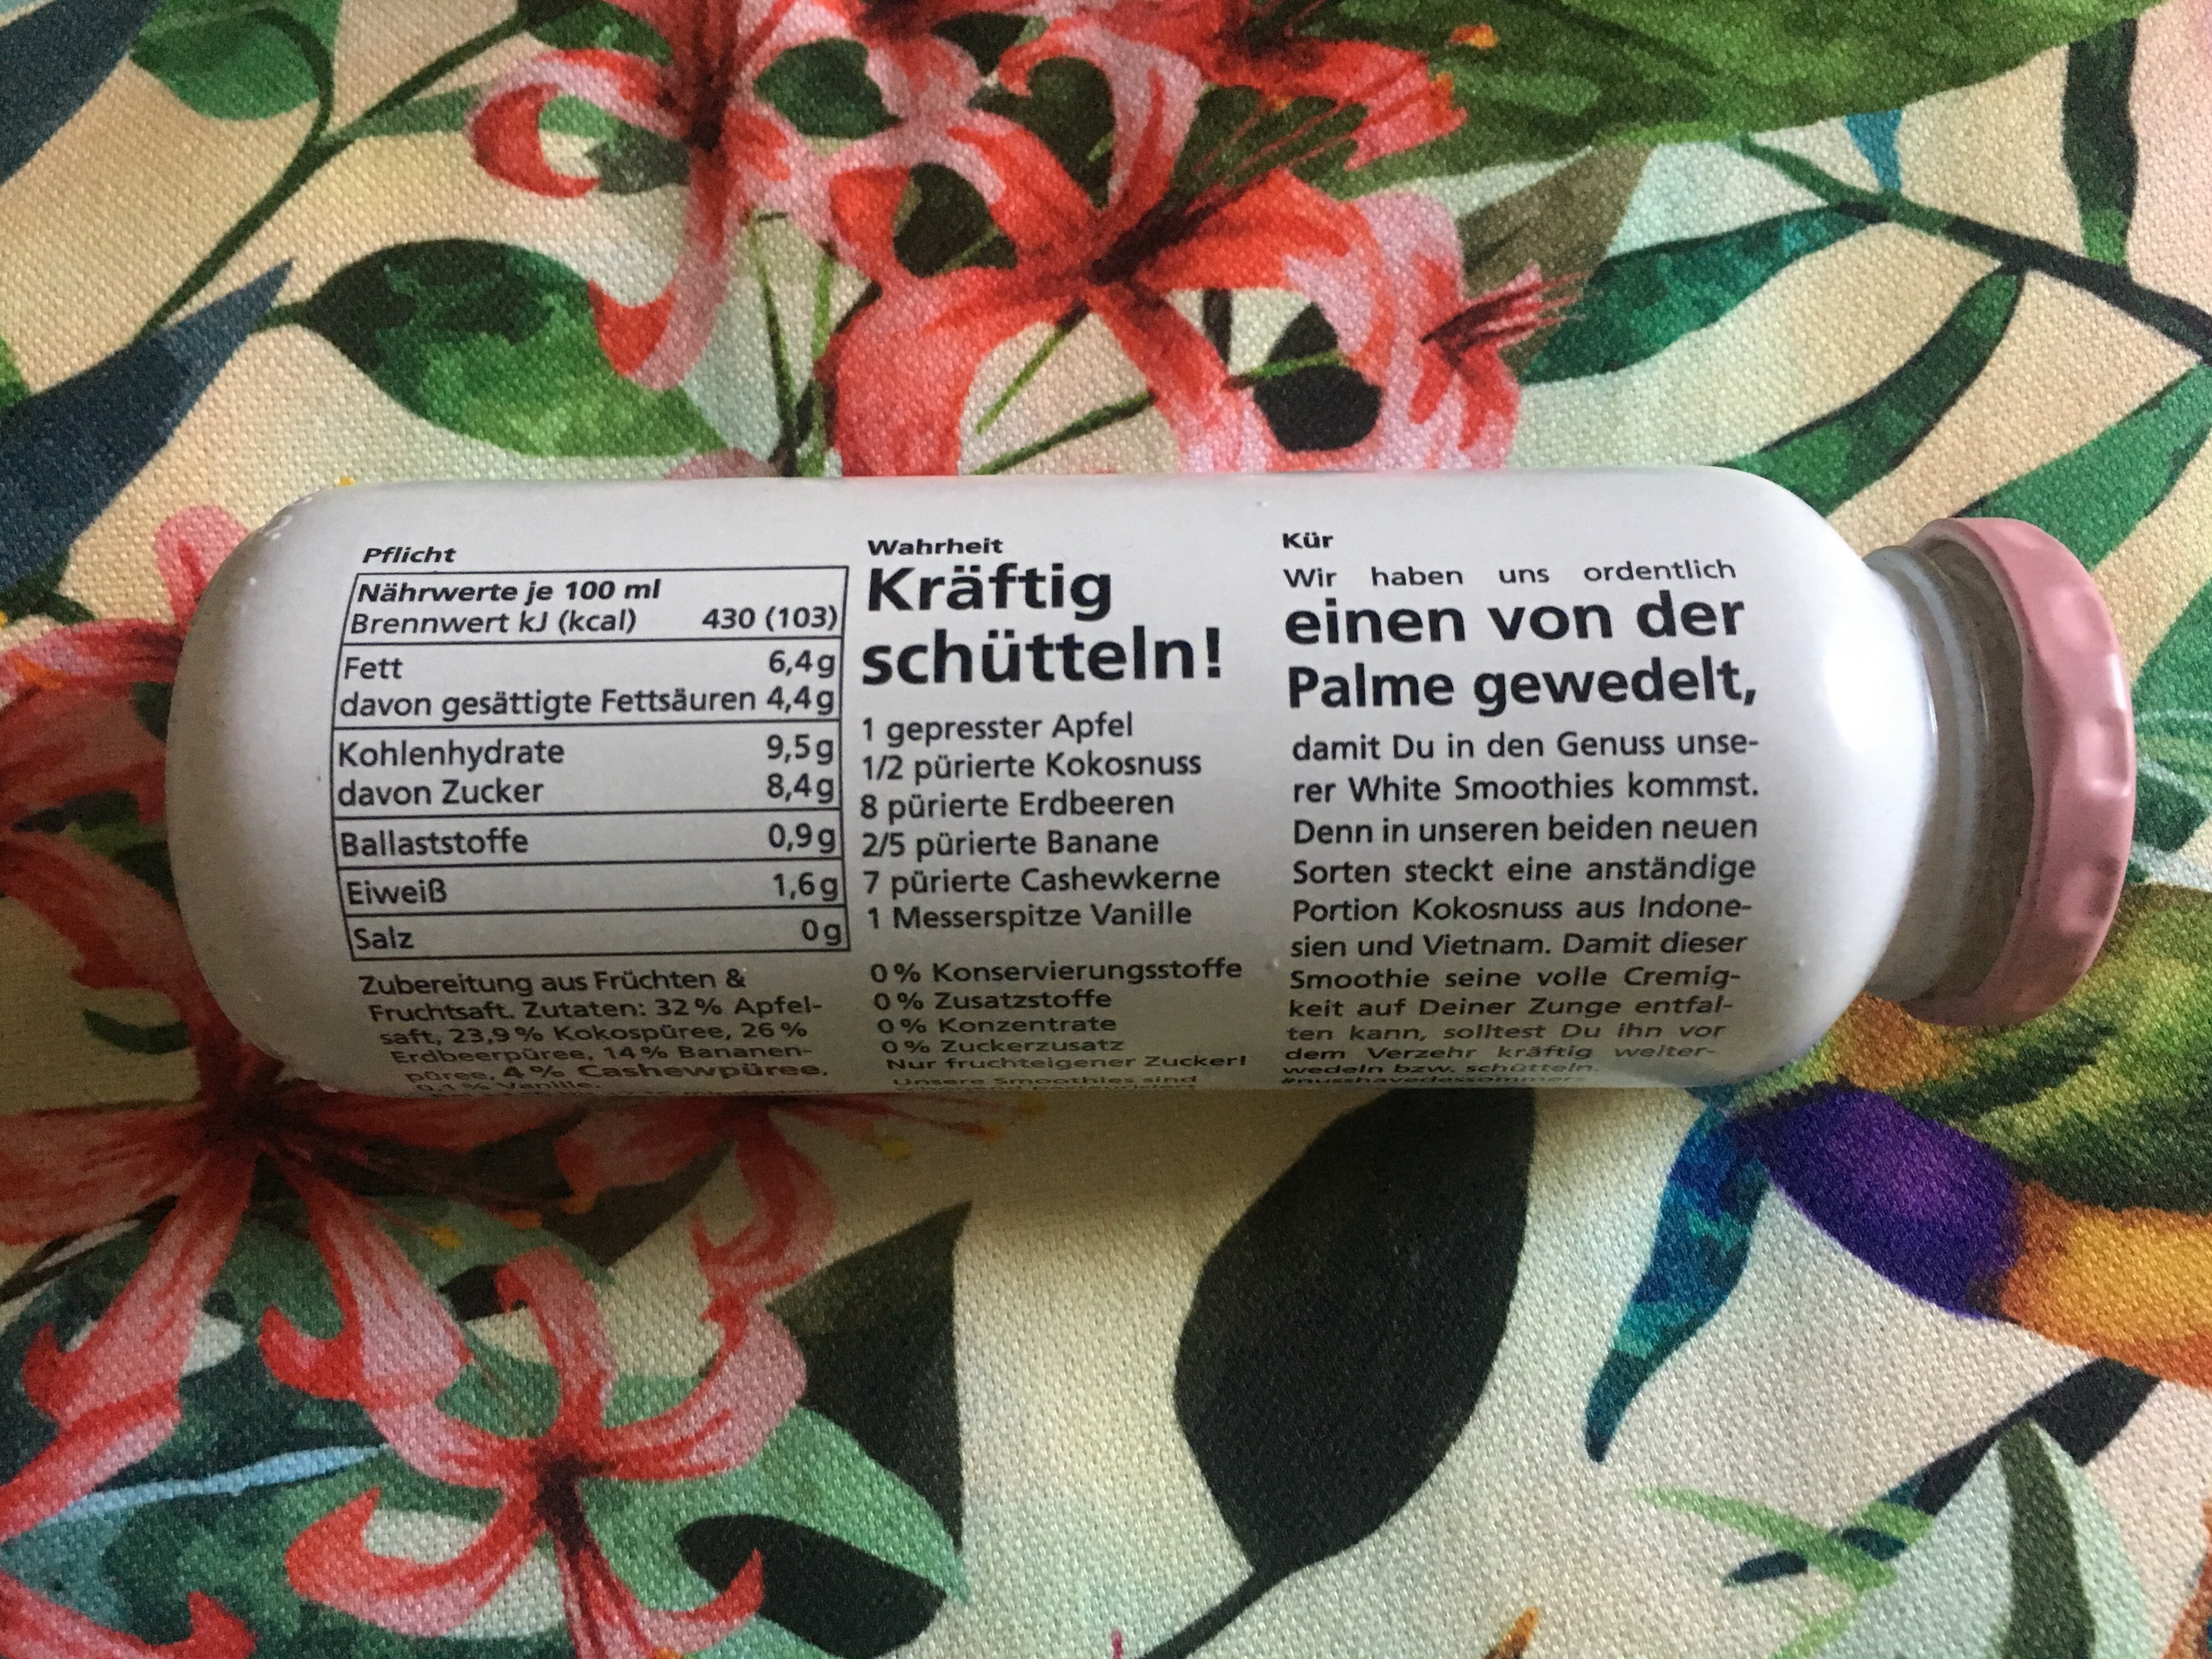 Pflicht
Nährwerte je 100 ml
Brennwert kJ (kcal) 430 (103)
Fett 6,4g
davon gesättigte Fettsäuren 4,4g
Kohlenhydrate 9,5g
davon Zucker 8,4g
Ballaststoffe 0,9g
Eiweiß 1,6g
Salz 0g
Zubereitung aus Früchten &
Fruchtsaft. Zutaten: 32% Apfel-
saft, 23,9% Kokospüree, 26%
Erdbeerpüree, 14% Bananen-
püree, 4% Cashewpüree,
0,1% Vanille.
Wahrheit
Kräftig
schütteln!
1 gepresster Apfel
1/2 pürierte Kokosnuss
8 pürierte Erdbeeren
2/5 pürierte Banane
7 pürierte Cashewkerne
1 Messerspitze Vanille
0% Konservierungsstoffe
0% Zusatzstoffe
0% Konzentrate
0% Zuckerzusatz
Nur fruchteigener Zucker!
Unsere Smoothies sind
Kür
Wir haben uns ordentlich
einen von der
Palme gewedelt,
damit Du in den Genuss unse-
rer White Smoothies kommst.
Denn in unseren beiden neuen
Sorten steckt eine anständige
Portion Kokosnuss aus Indone-
sien und Vietnam. Damit dieser
Smoothie seine volle Cremig-
keit auf Deiner Zunge entfal-
ten kann, solltest Du ihn vor
dem Verzehr kräftig weiter-
wedeln bzw. schütteln.